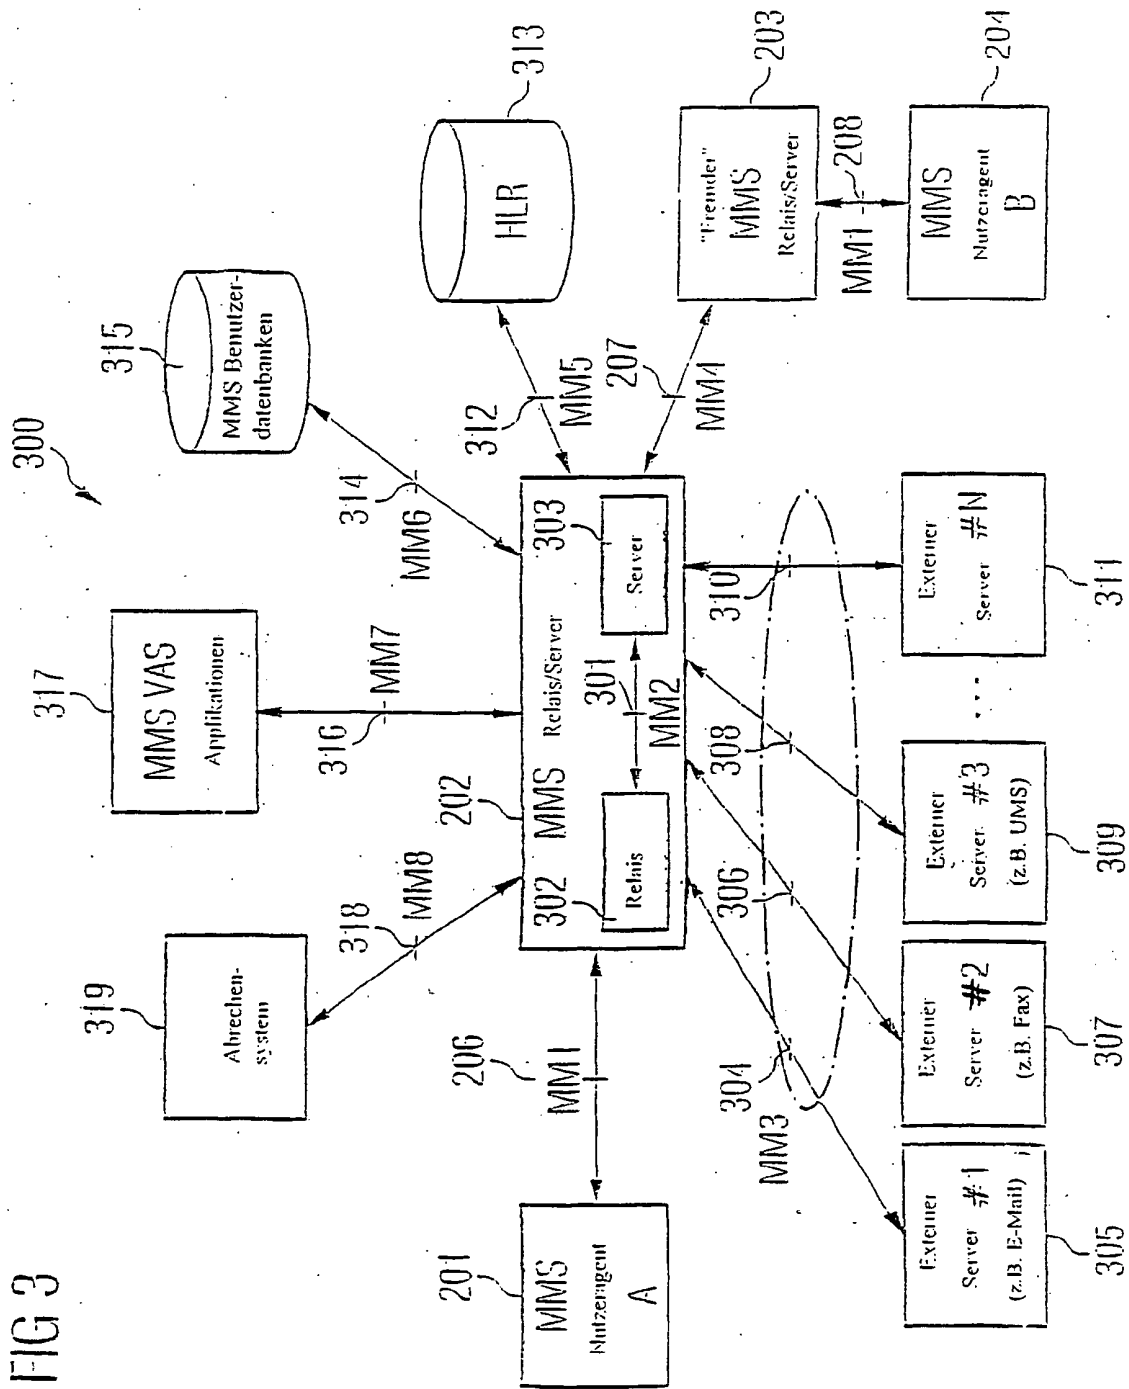 FIG 3
300
319
Abrechen-
system
317
MMS VAS
Applikationen
315
MMS Benutzer-
datenbanken
313
HLR
318
MM8
316
MM7
314
MM6
312
MM5
201
MMS
Nutzeragent
A
206
MM1
202
MMS
Relais/Server
302
Relais
301
MM2
303
Server
207
MM4
203
"Fremder"
MMS
Relais/Server
MM1
208
204
MMS
Nutzeragent
B
304
MM3
306
308
310
Externer
Server #1
(z.B. E-Mail)
305
Externer
Server #2
(z.B. Fax)
307
Externer
Server #3
(z.B. UMS)
309
...
Externer
Server #N
311